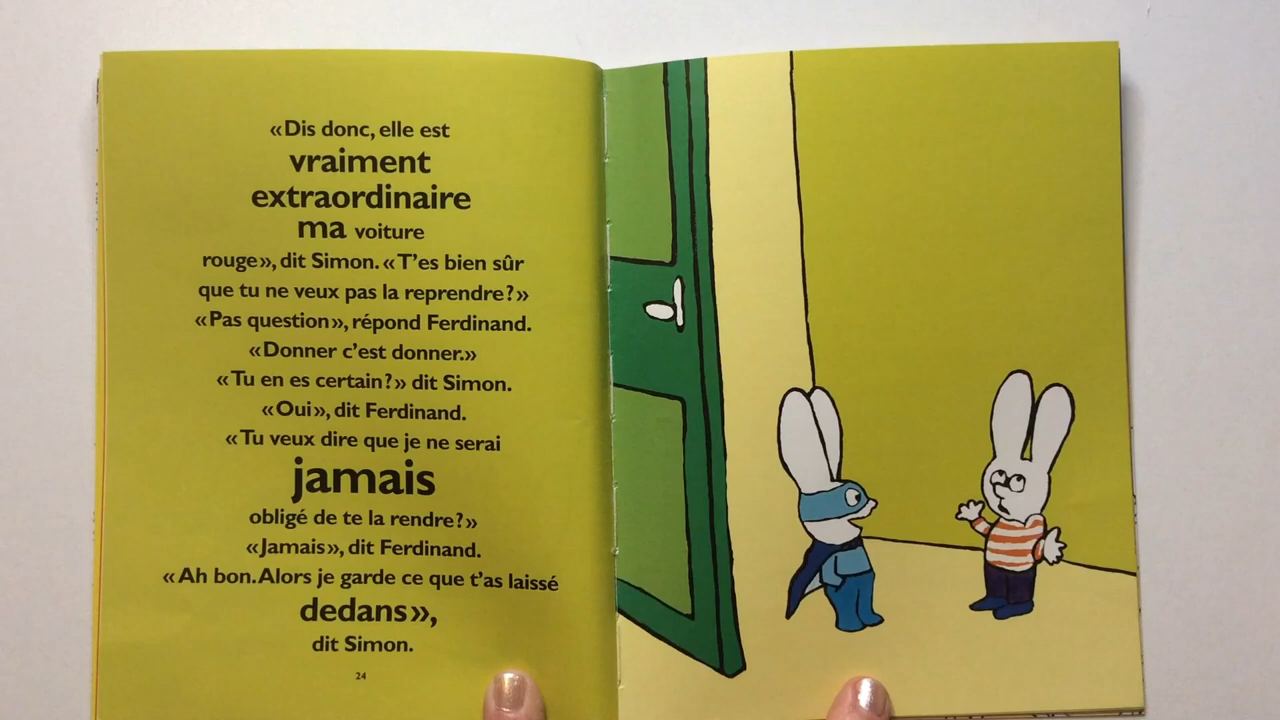 «Dis donc, elle est
vraiment
extraordinaire
ma voiture
rouge», dit Simon. «T'es bien sûr
que tu ne veux pas la reprendre?»
«Pas question», répond Ferdinand.
«Donner c'est donner.»
«Tu en es certain?» dit Simon.
«Oui», dit Ferdinand.
«Tu veux dire que je ne serai
jamais
obligé de te la rendre?»
«Jamais», dit Ferdinand.
«Ah bon. Alors je garde ce que t'as laissé
dedans»,
dit Simon.
24